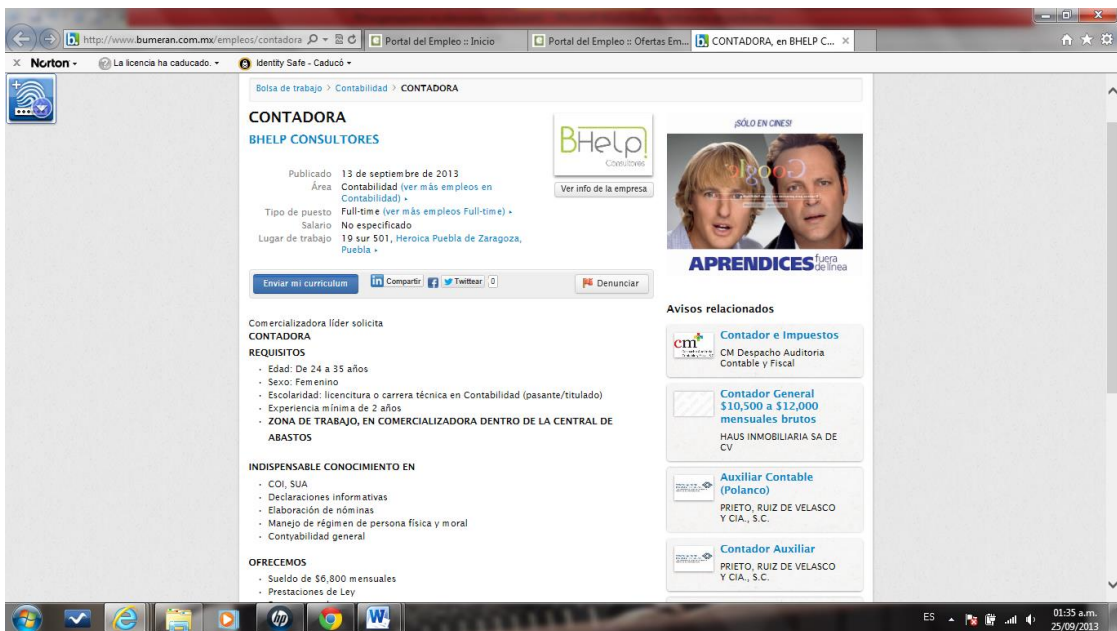 http://www.bumeran.com.mx/empleos/contadora
Portal del Empleo :: Inicio
Portal del Empleo :: Ofertas Em...
CONTADORA, en BHELP C...
Norton
La licencia ha caducado.
Identity Safe - Caducó
Bolsa de trabajo > Contabilidad > CONTADORA
CONTADORA
BHELP CONSULTORES
BHelp!
Consultores
Ver info de la empresa
Publicado 13 de septiembre de 2013
Área Contabilidad (ver más empleos en
Contabilidad)
Tipo de puesto Full-time (ver más empleos Full-time)
Salario No especificado
Lugar de trabajo 19 sur 501, Heroica Puebla de Zaragoza,
Puebla
Enviar mi curriculum
Compartir
Twittear 0
Denunciar
Comercializadora líder solicita
CONTADORA
REQUISITOS
· Edad: De 24 a 35 años
· Sexo: Femenino
· Escolaridad: licencitura o carrera técnica en Contabilidad (pasante/titulado)
· Experiencia mínima de 2 años
· ZONA DE TRABAJO, EN COMERCIALIZADORA DENTRO DE LA CENTRAL DE
ABASTOS
INDISPENSABLE CONOCIMIENTO EN
· COI, SUA
· Declaraciones informativas
· Elaboración de nóminas
· Manejo de régimen de persona física y moral
· Contyabilidad general
OFRECEMOS
· Sueldo de $6,800 mensuales
· Prestaciones de Ley
¡SÓLO EN CINES!
Google
APRENDICES fuera
de línea
Avisos relacionados
cm
Contador e Impuestos
CM Despacho Auditoria
Contable y Fiscal
Contador General
$10,500 a $12,000
mensuales brutos
HAUS INMOBILIARIA SA DE
CV
Auxiliar Contable
(Polanco)
PRIETO, RUIZ DE VELASCO
Y CIA., S.C.
Contador Auxiliar
PRIETO, RUIZ DE VELASCO
Y CIA., S.C.
ES
01:35 a.m.
25/09/2013